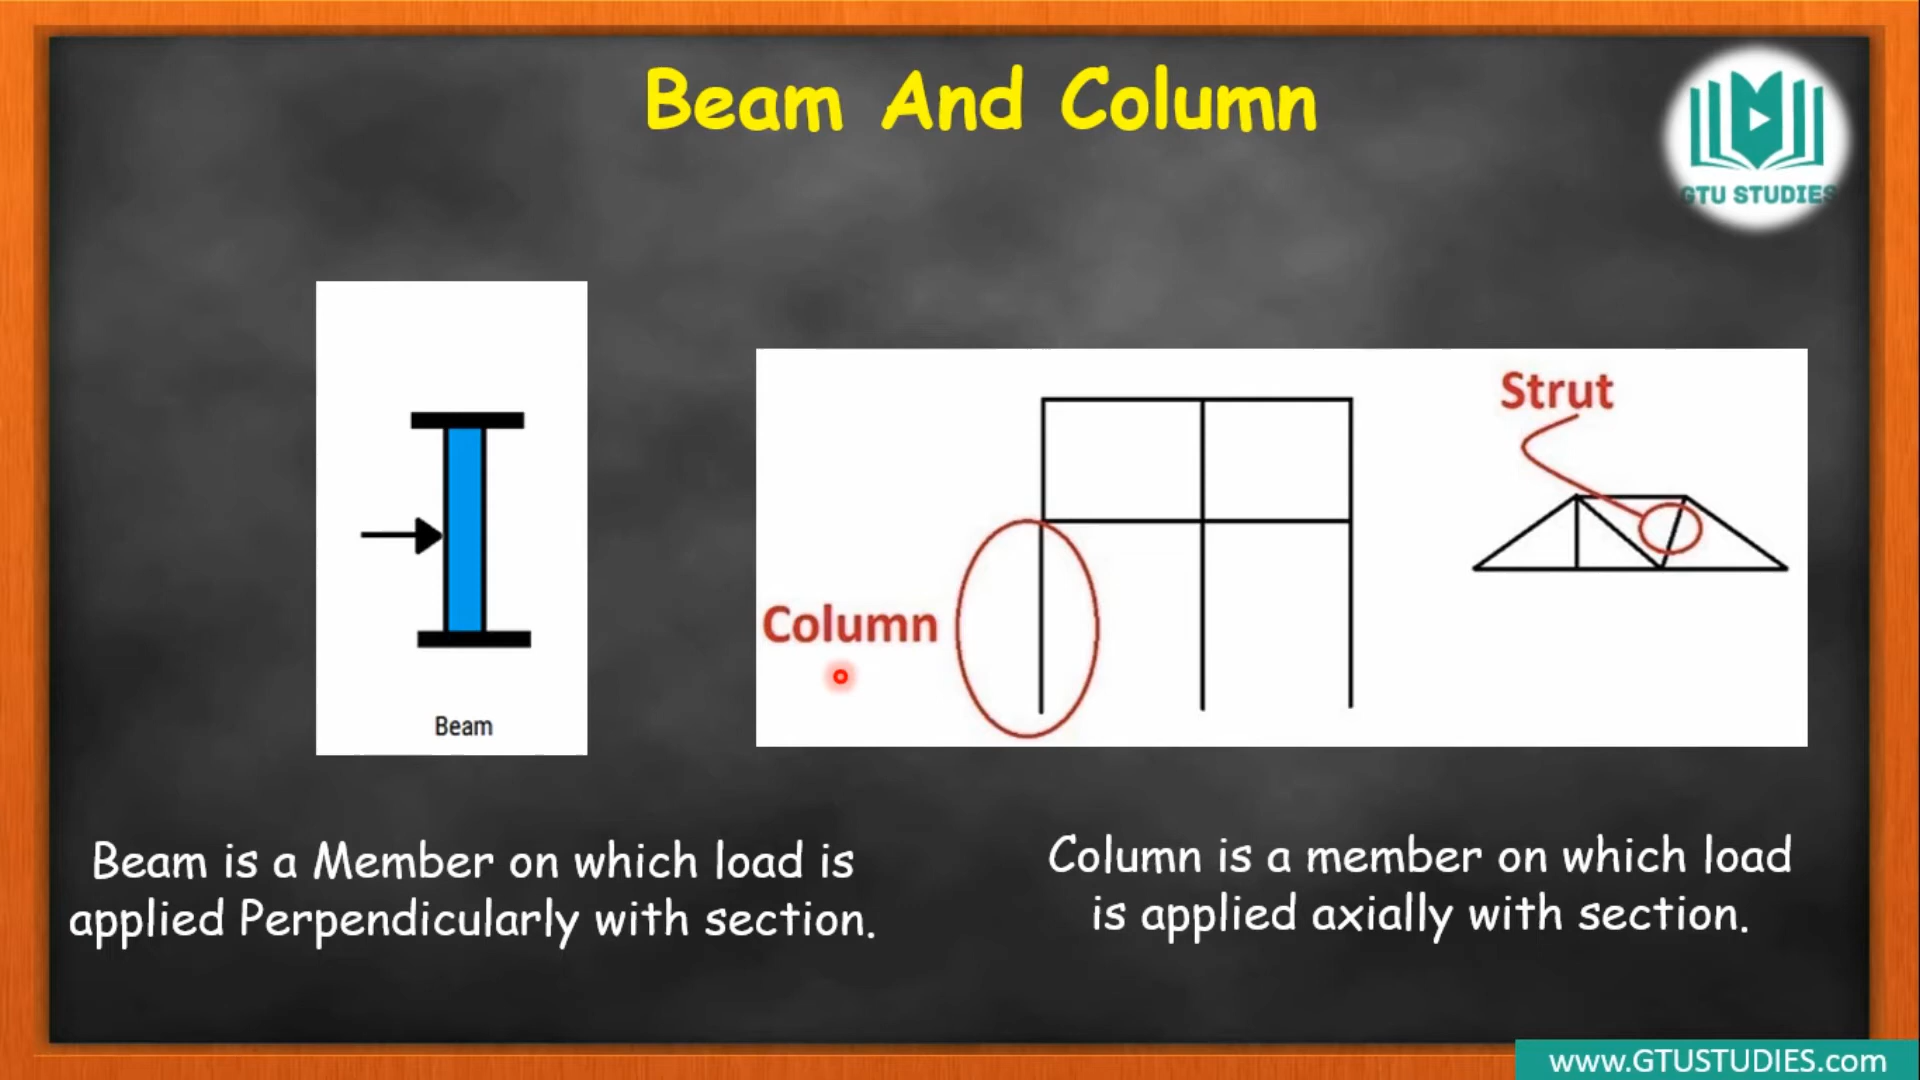 Beam And Column
GTU STUDIES
Strut
Column
Beam
Beam is a Member on which load is
applied Perpendicularly with section.
Column is a member on which load
is applied axially with section.
www.GTUSTUDIES.com